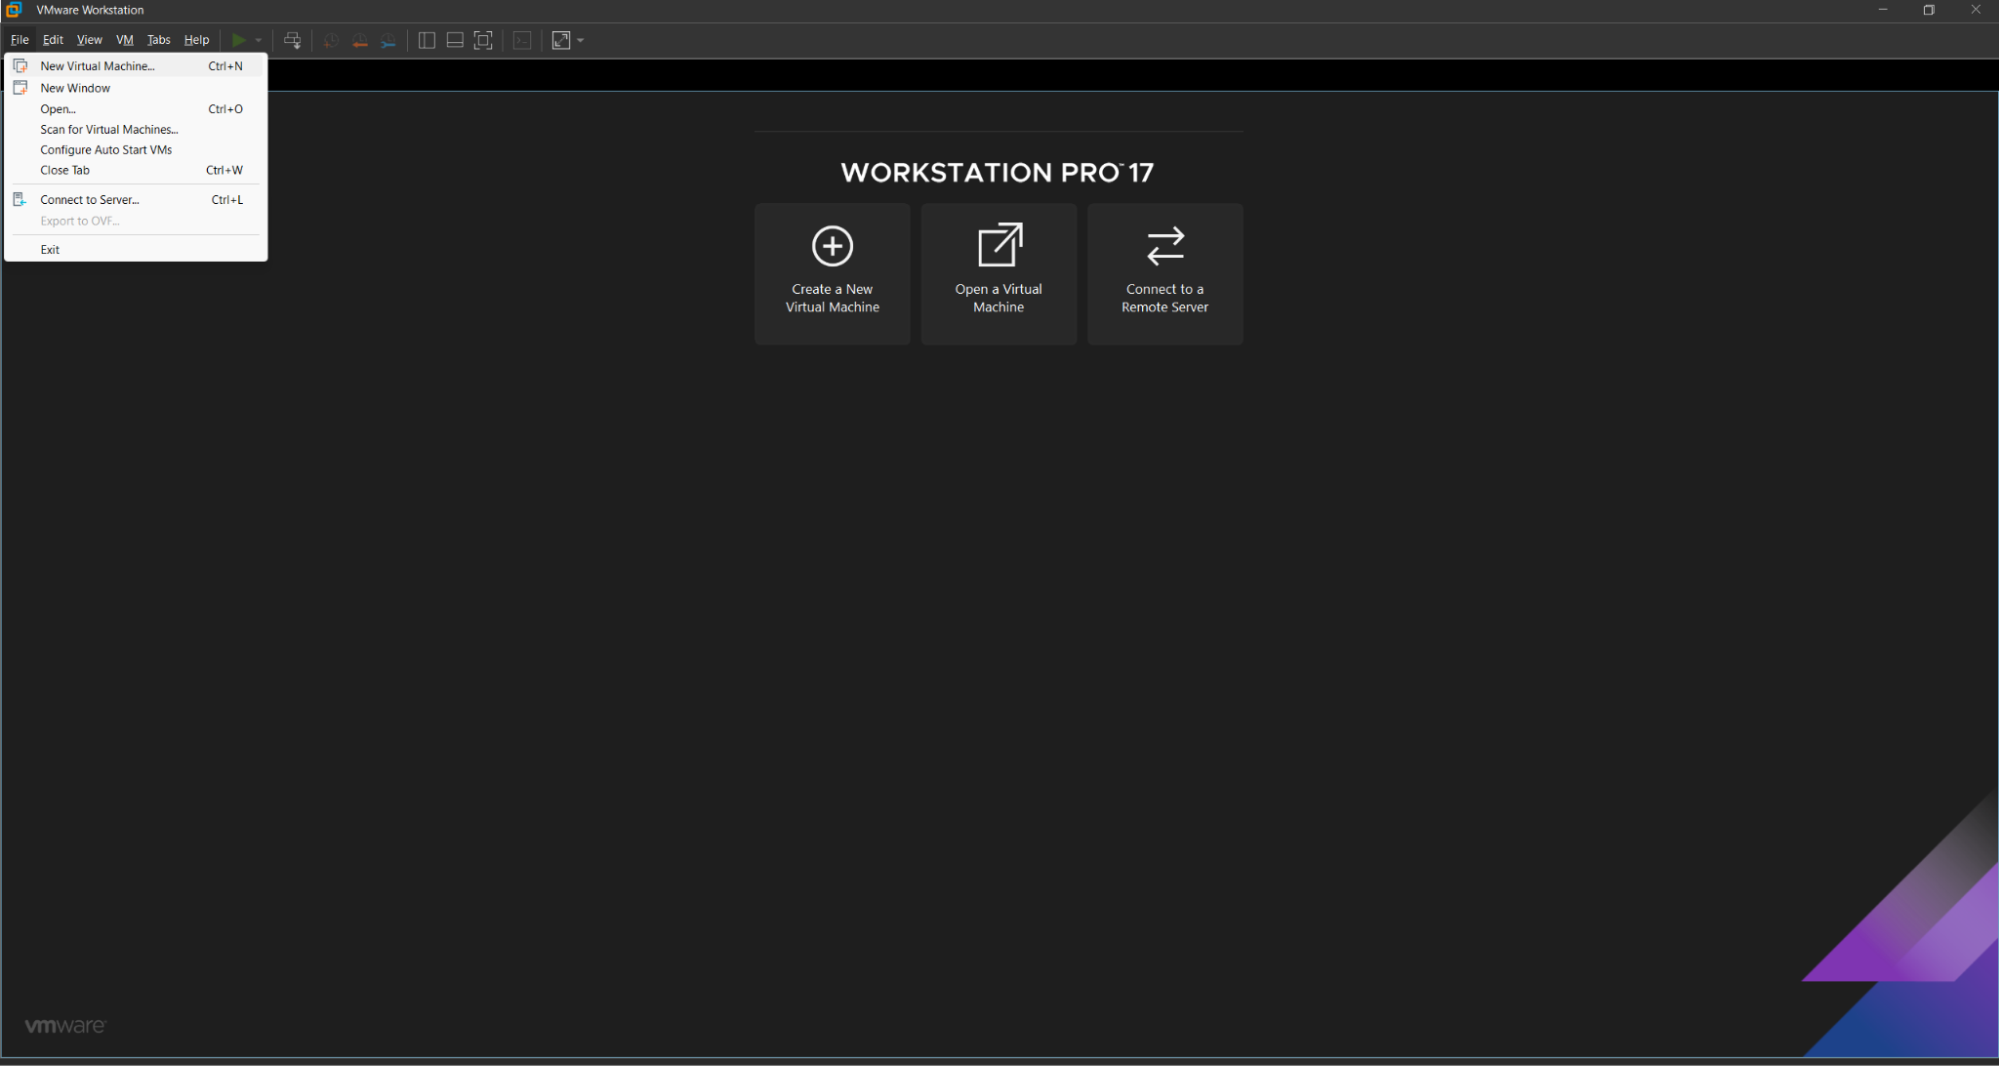 VMware Workstation
File Edit View VM Tabs Help
New Virtual Machine... Ctrl+N
New Window
Open... Ctrl+O
Scan for Virtual Machines...
Configure Auto Start VMs
Close Tab Ctrl+W
Connect to Server... Ctrl+L
Export to OVF...
Exit
WORKSTATION PRO™ 17
Create a New
Virtual Machine
Open a Virtual
Machine
Connect to a
Remote Server
vmware